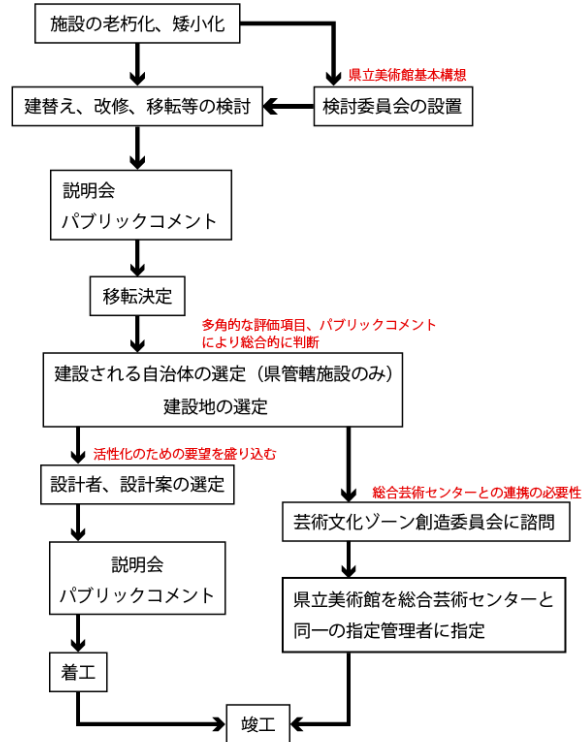 施設の老朽化、矮小化
県立美術館基本構想
建替え、改修、移転等の検討
検討委員会の設置
説明会
パブリックコメント
移転決定
多角的な評価項目、パブリックコメント
により総合的に判断
建設される自治体の選定（県管轄施設のみ）
建設地の選定
活性化のための要望を盛り込む
設計者、設計案の選定
総合芸術センターとの連携の必要性
芸術文化ゾーン創造委員会に諮問
説明会
パブリックコメント
県立美術館を総合芸術センターと
同一の指定管理者に指定
着工
竣工